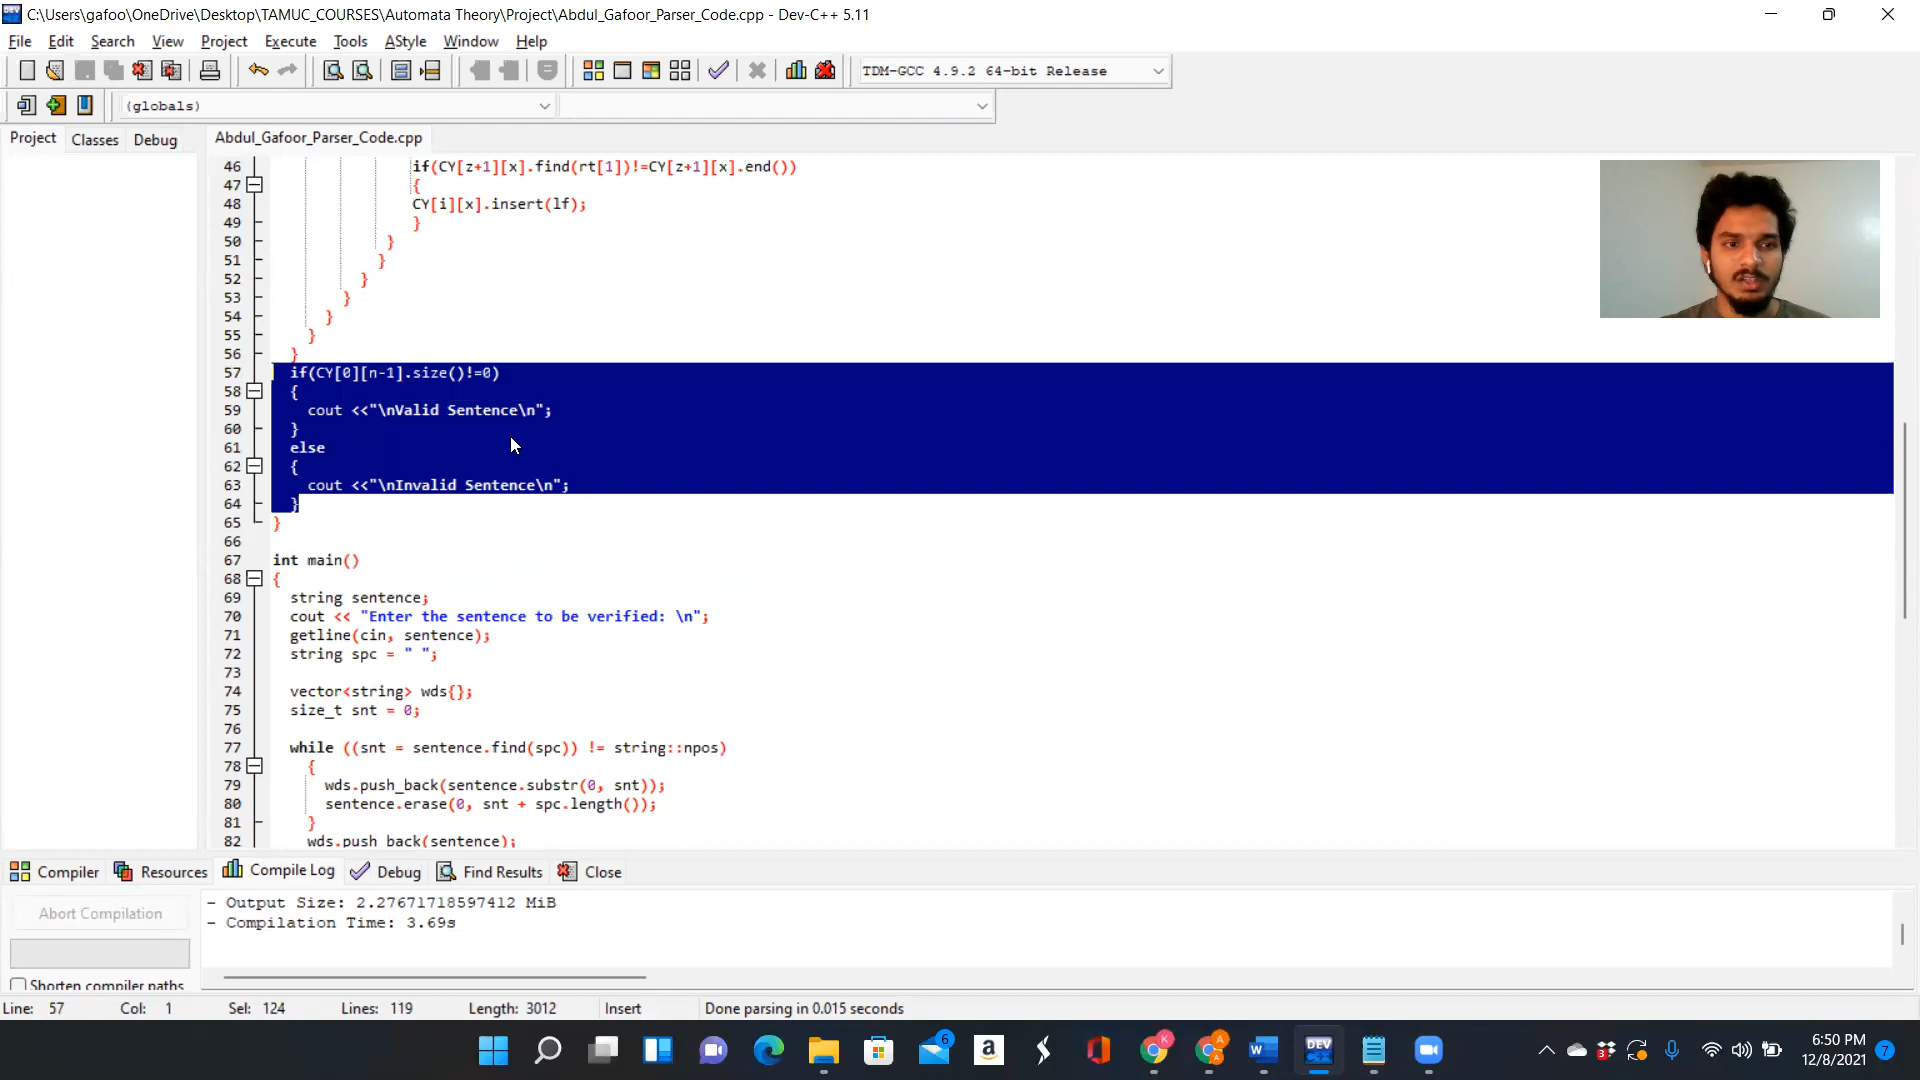 C:\Users\gafoo\OneDrive\Desktop\TAMUC_COURSES\Automata Theory\Project\Abdul_Gafoor_Parser_Code.cpp - Dev-C++ 5.11
File Edit Search View Project Execute Tools AStyle Window Help
TDM-GCC 4.9.2 64-bit Release
(globals)
Project Classes Debug Abdul_Gafoor_Parser_Code.cpp
46 if(CY[z+1][x].find(rt[1])!=CY[z+1][x].end())
47 {
48 CY[i][x].insert(lf);
49 }
50 }
51 }
52 }
53 }
54 }
55 }
56 }
57 if(CY[0][n-1].size()!=0)
58 {
59 cout <<"\nValid Sentence\n";
60 }
61 else
62 {
63 cout <<"\nInvalid Sentence\n";
64 }
65 }
66
67 int main()
68 {
69 string sentence;
70 cout << "Enter the sentence to be verified: \n";
71 getline(cin, sentence);
72 string spc = " ";
73
74 vector<string> wds{};
75 size_t snt = 0;
76
77 while ((snt = sentence.find(spc)) != string::npos)
78 {
79 wds.push_back(sentence.substr(0, snt));
80 sentence.erase(0, snt + spc.length());
81 }
82 wds.push_back(sentence);
Compiler Resources Compile Log Debug Find Results Close
Abort Compilation
- Output Size: 2.27671718597412 MiB
- Compilation Time: 3.69s
Shorten compiler paths
Line: 57 Col: 1 Sel: 124 Lines: 119 Length: 3012 Insert Done parsing in 0.015 seconds
6:50 PM
12/8/2021